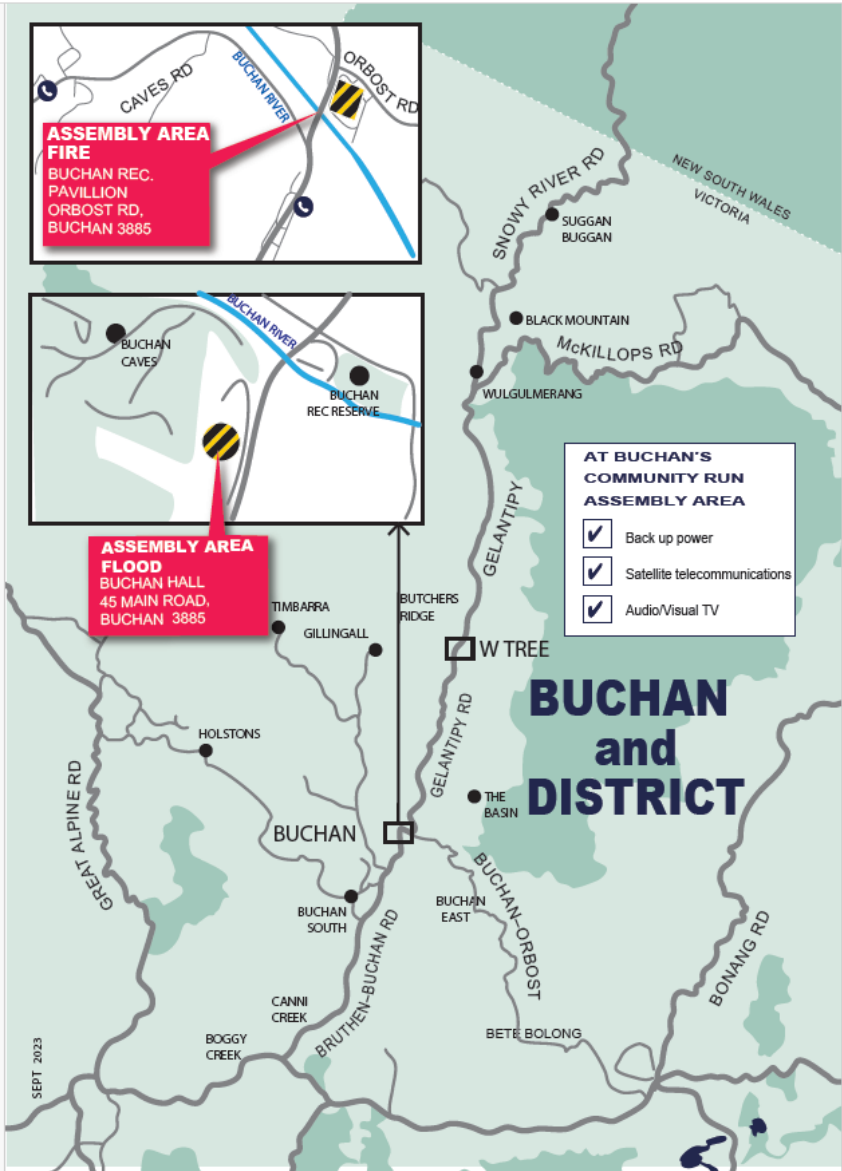 CAVES RD
BUCHAN RIVER
ORBOST RD
ASSEMBLY AREA
FIRE
BUCHAN REC.
PAVILLION
ORBOST RD,
BUCHAN 3885
NEW SOUTH WALES
VICTORIA
SNOWY RIVER RD
SUGGAN
BUGGAN
BLACK MOUNTAIN
McKILLOPS RD
WULGULMERANG
BUCHAN RIVER
BUCHAN
CAVES
BUCHAN
REC RESERVE
ASSEMBLY AREA
FLOOD
BUCHAN HALL
45 MAIN ROAD,
BUCHAN 3885
AT BUCHAN'S
COMMUNITY RUN
ASSEMBLY AREA
Back up power
Satellite telecommunications
Audio/Visual TV
GELANTIPY
BUTCHERS
RIDGE
TIMBARRA
GILLINGALL
W TREE
BUCHAN
and
DISTRICT
HOLSTONS
GELANTIPY RD
THE
BASIN
GREAT ALPINE RD
BUCHAN
BUCHAN
SOUTH
BUCHAN
EAST
BUCHAN-ORBOST
BONANG RD
BRUTHEN-BUCHAN RD
CANNI
CREEK
BOGGY
CREEK
BETE BOLONG
SEPT 2023